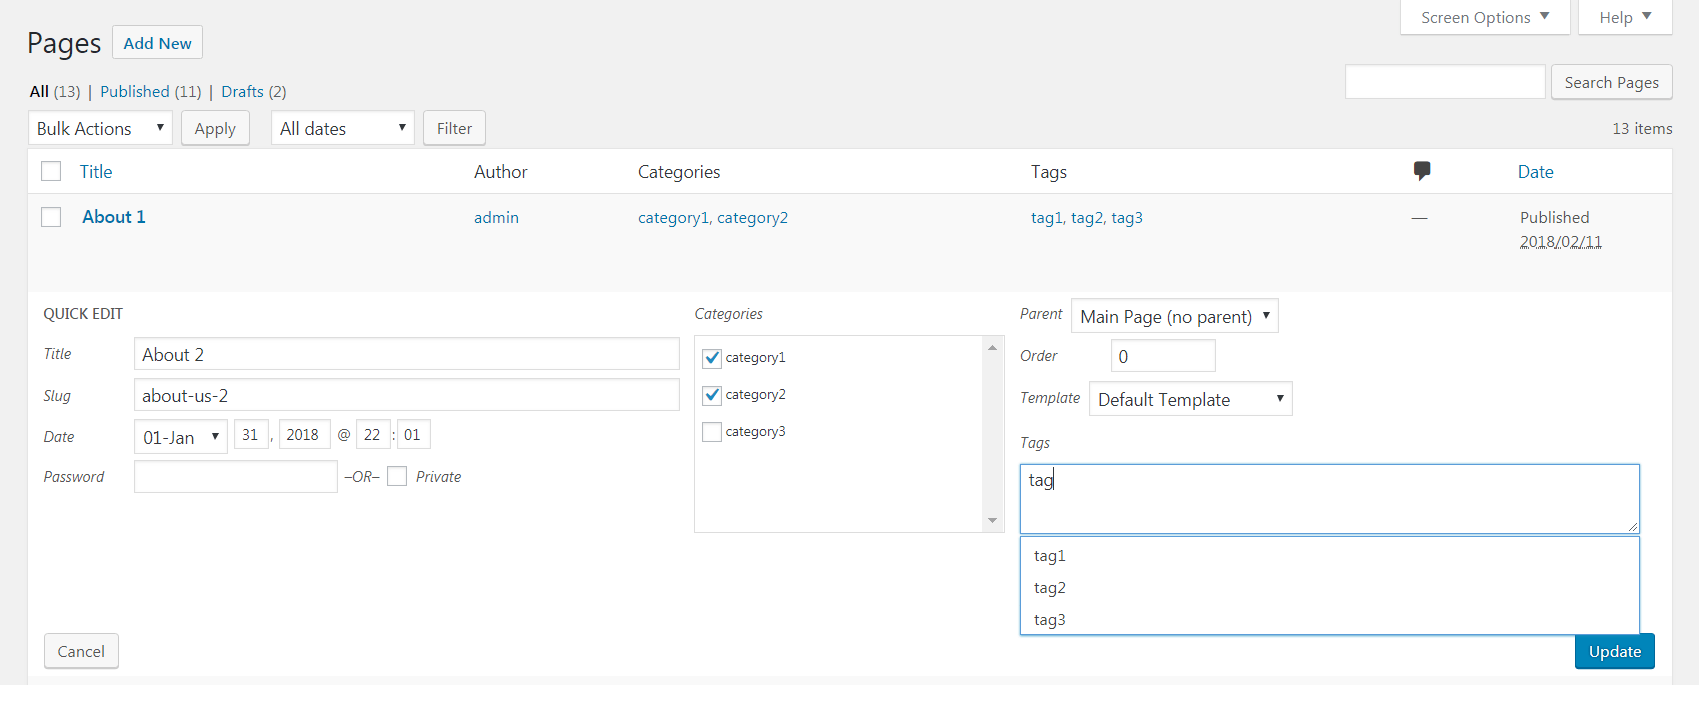 Screen Options ▼ Help ▼
Pages Add New
All (13) | Published (11) | Drafts (2)
Search Pages
Bulk Actions ▼ Apply All dates ▼ Filter 13 items
Title Author Categories Tags Date
About 1 admin category1, category2 tag1, tag2, tag3 — Published
2018/02/11
QUICK EDIT Categories Parent Main Page (no parent) ▼
Title About 2 category1 Order 0
Slug about-us-2 category2 Template Default Template ▼
Date 01-Jan ▼ 31 , 2018 @ 22 : 01 category3 Tags
Password –OR– Private tag
tag1
tag2
tag3
Cancel Update